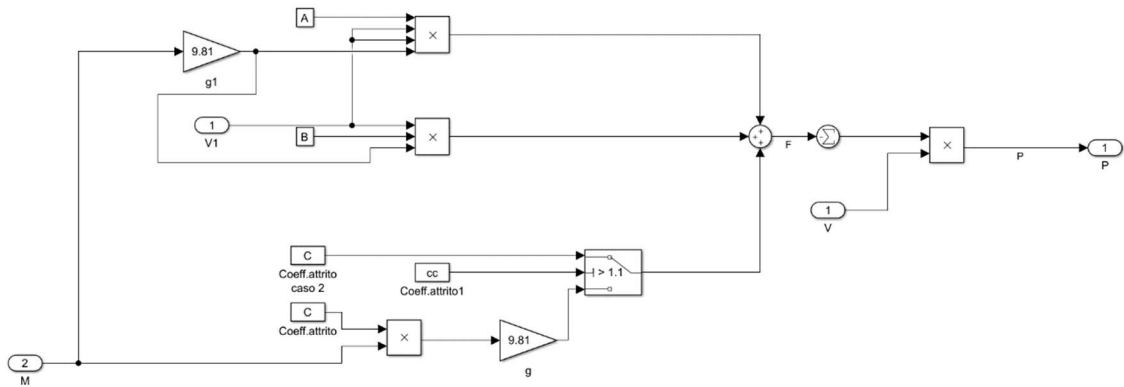 A
×
9.81
g1
1
V1
B
×
+
+
+
F
-
Σ
×
P
1
P
1
V
C
Coeff.attrito
caso 2
cc
Coeff.attrito1
> 1.1
C
Coeff.attrito
×
9.81
g
2
M